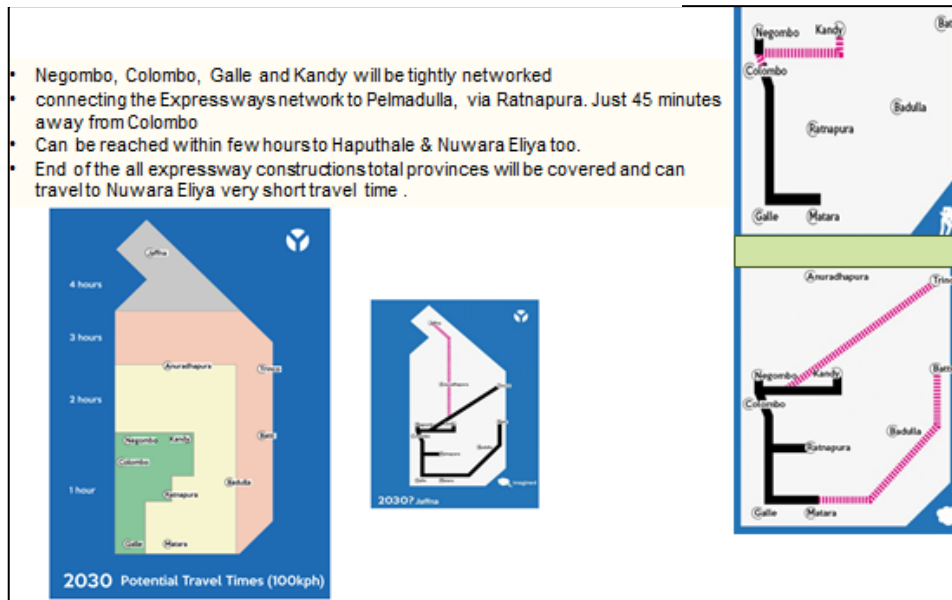 Negombo, Colombo, Galle and Kandy will be tightly networked
connecting the Expressways network to Pelmadulla, via Ratnapura. Just 45 minutes
away from Colombo
Can be reached within few hours to Haputhale & Nuwara Eliya too.
End of the all expressway constructions total provinces will be covered and can
travel to Nuwara Eliya very short travel time .
Jaffna
4 hours
3 hours
Anuradhapura
Trinco
2 hours
Negombo Kandy
Batti
Colombo
1 hour
Badulla
Ratnapura
Galle
Matara
2030 Potential Travel Times (100kph)
imagined
2030? Jaffna
Negombo Kandy
Batt
Colombo
Badulla
Ratnapura
Galle
Matara
Anuradhapura
Trinc
Negombo Kandy
Batt
Colombo
Badulla
Ratnapura
Galle
Matara